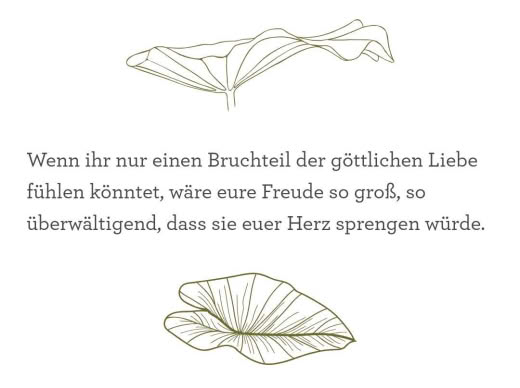 Wenn ihr nur einen Bruchteil der göttlichen Liebe
fühlen könntet, wäre eure Freude so groß, so
überwältigend, dass sie euer Herz sprengen würde.